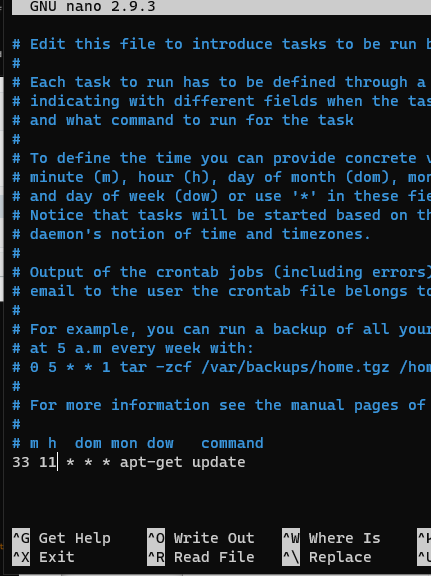 GNU nano 2.9.3
# Edit this file to introduce tasks to be run
#
# Each task to run has to be defined through a
# indicating with different fields when the
# and what command to run for the task
#
# To define the time you can provide concrete
# minute (m), hour (h), day of month (dom),
# and day of week (dow) or use '*' in these
# Notice that tasks will be started based on
# daemon's notion of time and timezones.
#
# Output of the crontab jobs (including errors)
# email to the user the crontab file belongs to
#
# For example, you can run a backup of all your
# at 5 a.m every week with:
# 0 5 * * 1 tar -zcf /var/backups/home.tgz
#
# For more information see the manual pages of
#
# m h  dom mon dow   command
33 11 * * * apt-get update
^G Get Help ^O Write Out ^W Where Is
^X Exit ^R Read File ^\ Replace